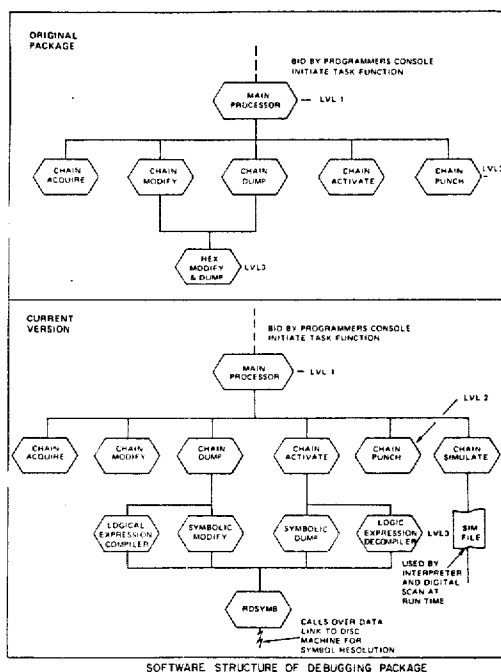 ORIGINAL
PACKAGE
BID BY PROGRAMMERS CONSOLE
INITIATE TASK FUNCTION
MAIN
PROCESSOR
LVL 1
CHAIN
ACQUIRE
CHAIN
MODIFY
CHAIN
DUMP
CHAIN
ACTIVATE
CHAIN
PUNCH
LVL2
HEX
MODIFY
& DUMP
LVL3
CURRENT
VERSION
BID BY PROGRAMMERS CONSOLE
INITIATE TASK FUNCTION
MAIN
PROCESSOR
LVL 1
LVL 2
CHAIN
ACQUIRE
CHAIN
MODIFY
CHAIN
DUMP
CHAIN
ACTIVATE
CHAIN
PUNCH
CHAIN
SIMULATE
LOGICAL
EXPRESSION
COMPILER
SYMBOLIC
MODIFY
SYMBOLIC
DUMP
LOGIC
EXPRESSION
DECOMPILER
LVL3
SIM
FILE
USED BY
INTERPRETER
AND DIGITAL
SCAN AT
RUN TIME
RDSYMB
CALLS OVER DATA
LINK TO DISC
MACHINE FOR
SYMBOL RESOLUTION
SOFTWARE STRUCTURE OF DEBUGGING PACKAGE